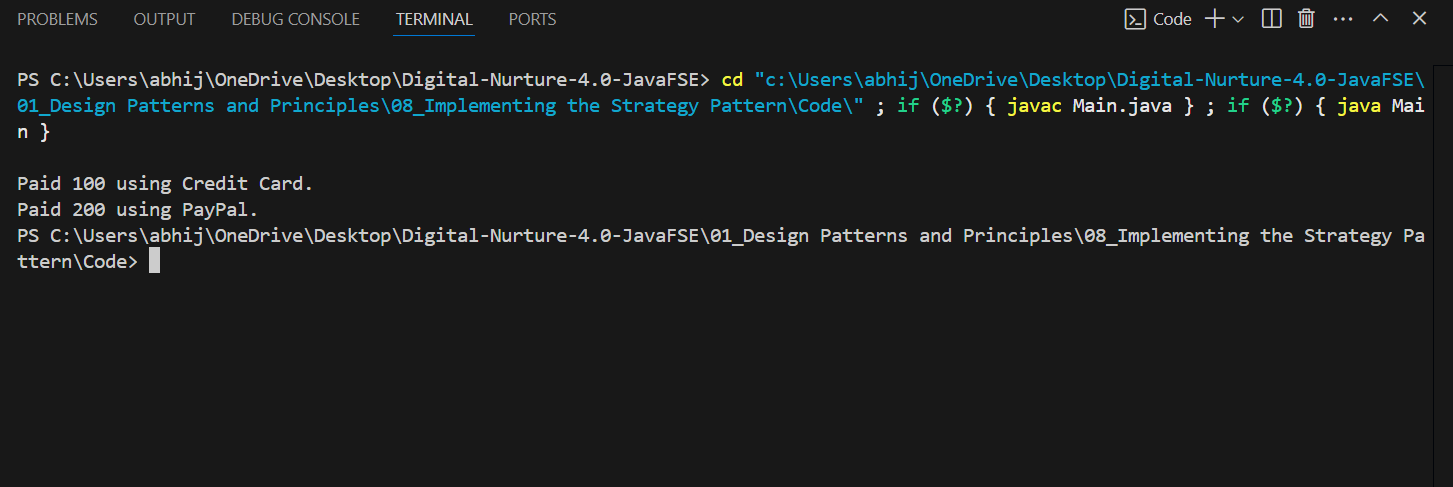 PROBLEMS OUTPUT DEBUG CONSOLE TERMINAL PORTS Code
PS C:\Users\abhij\OneDrive\Desktop\Digital-Nurture-4.0-JavaFSE> cd "c:\Users\abhij\OneDrive\Desktop\Digital-Nurture-4.0-JavaFSE\
01_Design Patterns and Principles\08_Implementing the Strategy Pattern\Code\" ; if ($?) { javac Main.java } ; if ($?) { java Mai
n }
Paid 100 using Credit Card.
Paid 200 using PayPal.
PS C:\Users\abhij\OneDrive\Desktop\Digital-Nurture-4.0-JavaFSE\01_Design Patterns and Principles\08_Implementing the Strategy Pa
ttern\Code>